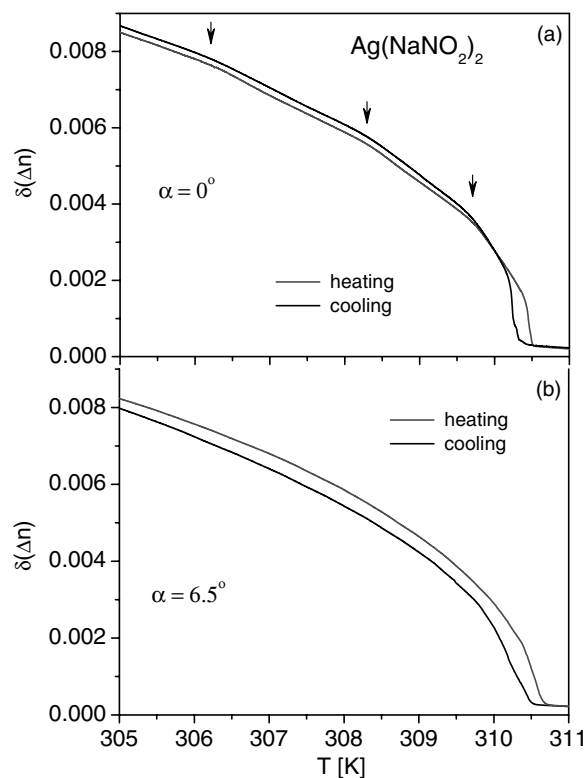 (a)
Ag(NaNO₂)₂
0.008
0.006
0.004
0.002
0.000
δ(Δn)
α = 0°
heating
cooling
(b)
heating
cooling
0.008
0.006
0.004
0.002
0.000
δ(Δn)
α = 6.5°
305 306 307 308 309 310 311
T [K]